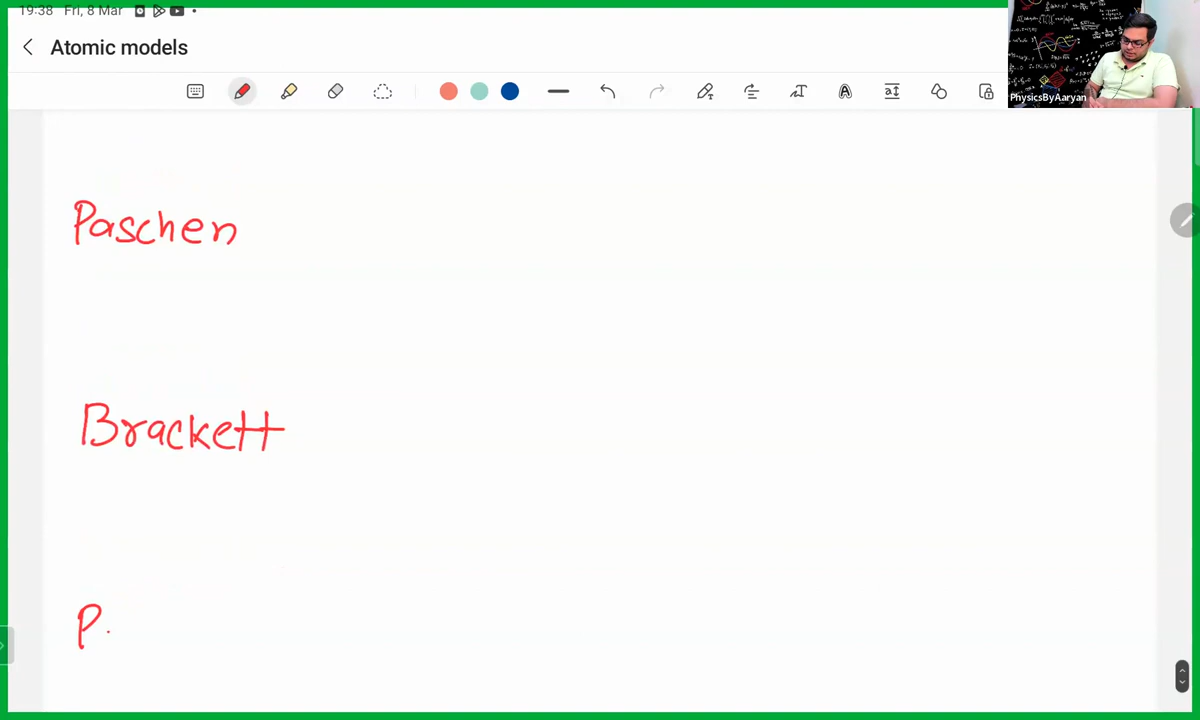 19:38 Fri, 8 Mar
Atomic models
PhysicsByAaryan
Paschen
Brackett
P